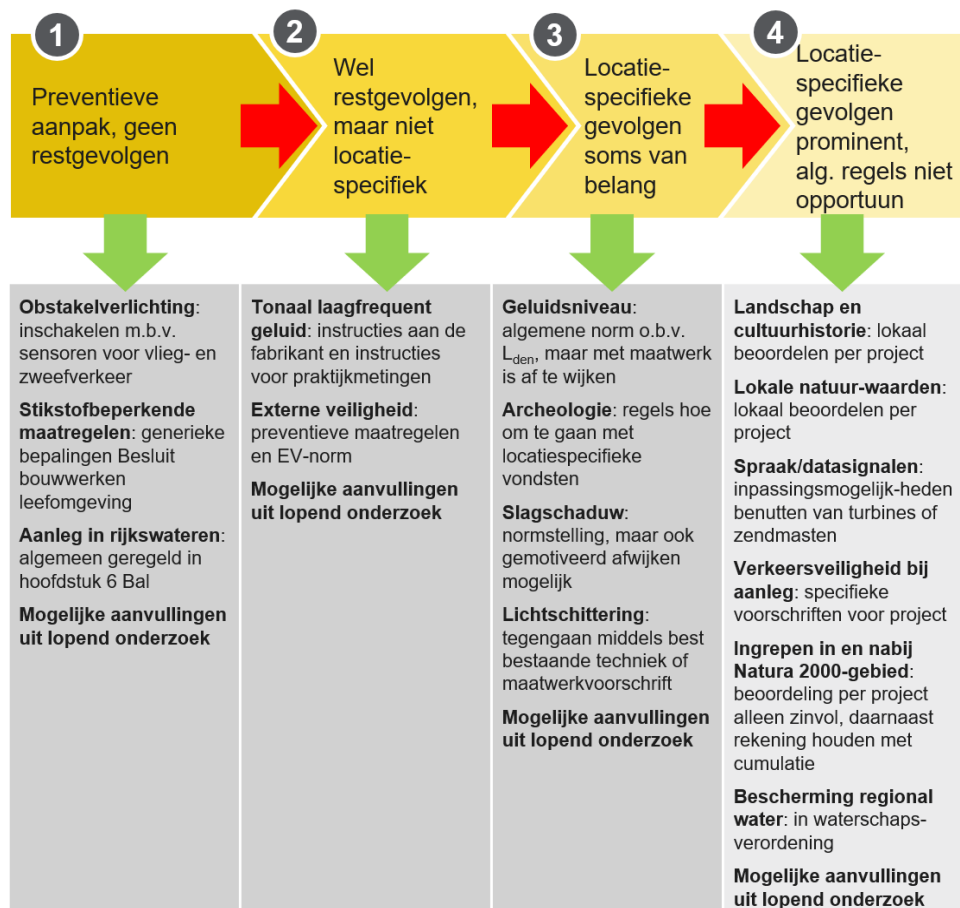 1
Preventieve
aanpak, geen
restgevolgen
2
Wel
restgevolgen,
maar niet
locatie-
specifiek
3
Locatie-
specifieke
gevolgen
soms van
belang
4
Locatie-
specifieke
gevolgen
prominent,
alg. regels niet
opportuun
Obstakelverlichting:
inschakelen m.b.v.
sensoren voor vlieg- en
zweefverkeer
Stikstofbeperkende
maatregelen: generieke
bepalingen Besluit
bouwwerken
leefomgeving
Aanleg in rijkswateren:
algemeen geregeld in
hoofdstuk 6 Bal
Mogelijke aanvullingen
uit lopend onderzoek
Tonaal laagfrequent
geluid: instructies aan de
fabrikant en instructies
voor praktijkmetingen
Externe veiligheid:
preventieve maatregelen
en EV-norm
Mogelijke aanvullingen
uit lopend onderzoek
Geluidsniveau:
algemene norm o.b.v.
Lden, maar met maatwerk
is af te wijken
Archeologie: regels hoe
om te gaan met
locatiespecifieke
vondsten
Slagschaduw:
normstelling, maar ook
gemotiveerd afwijken
mogelijk
Lichtschittering:
tegengaan middels best
bestaande techniek of
maatwerkvoorschrift
Mogelijke aanvullingen
uit lopend onderzoek
Landschap en
cultuurhistorie: lokaal
beoordelen per project
Lokale natuur-waarden:
lokaal beoordelen per
project
Spraak/datasignalen:
inpassingsmogelijk-heden
benutten van turbines of
zendmasten
Verkeersveiligheid bij
aanleg: specifieke
voorschriften voor project
Ingrepen in en nabij
Natura 2000-gebied:
beoordeling per project
alleen zinvol, daarnaast
rekening houden met
cumulatie
Bescherming regional
water: in waterschaps-
verordening
Mogelijke aanvullingen
uit lopend onderzoek